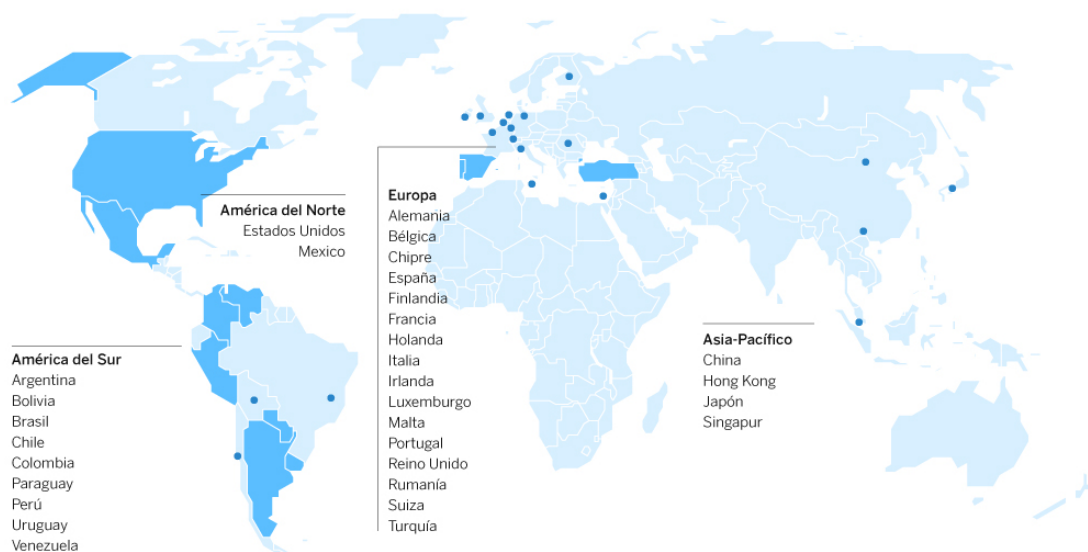 América del Norte
Estados Unidos
Mexico
Europa
Alemania
Bélgica
Chipre
España
Finlandia
Francia
Holanda
Italia
Irlanda
Luxemburgo
Malta
Portugal
Reino Unido
Rumanía
Suiza
Turquía
América del Sur
Argentina
Bolivia
Brasil
Chile
Colombia
Paraguay
Perú
Uruguay
Venezuela
Asia-Pacífico
China
Hong Kong
Japón
Singapur